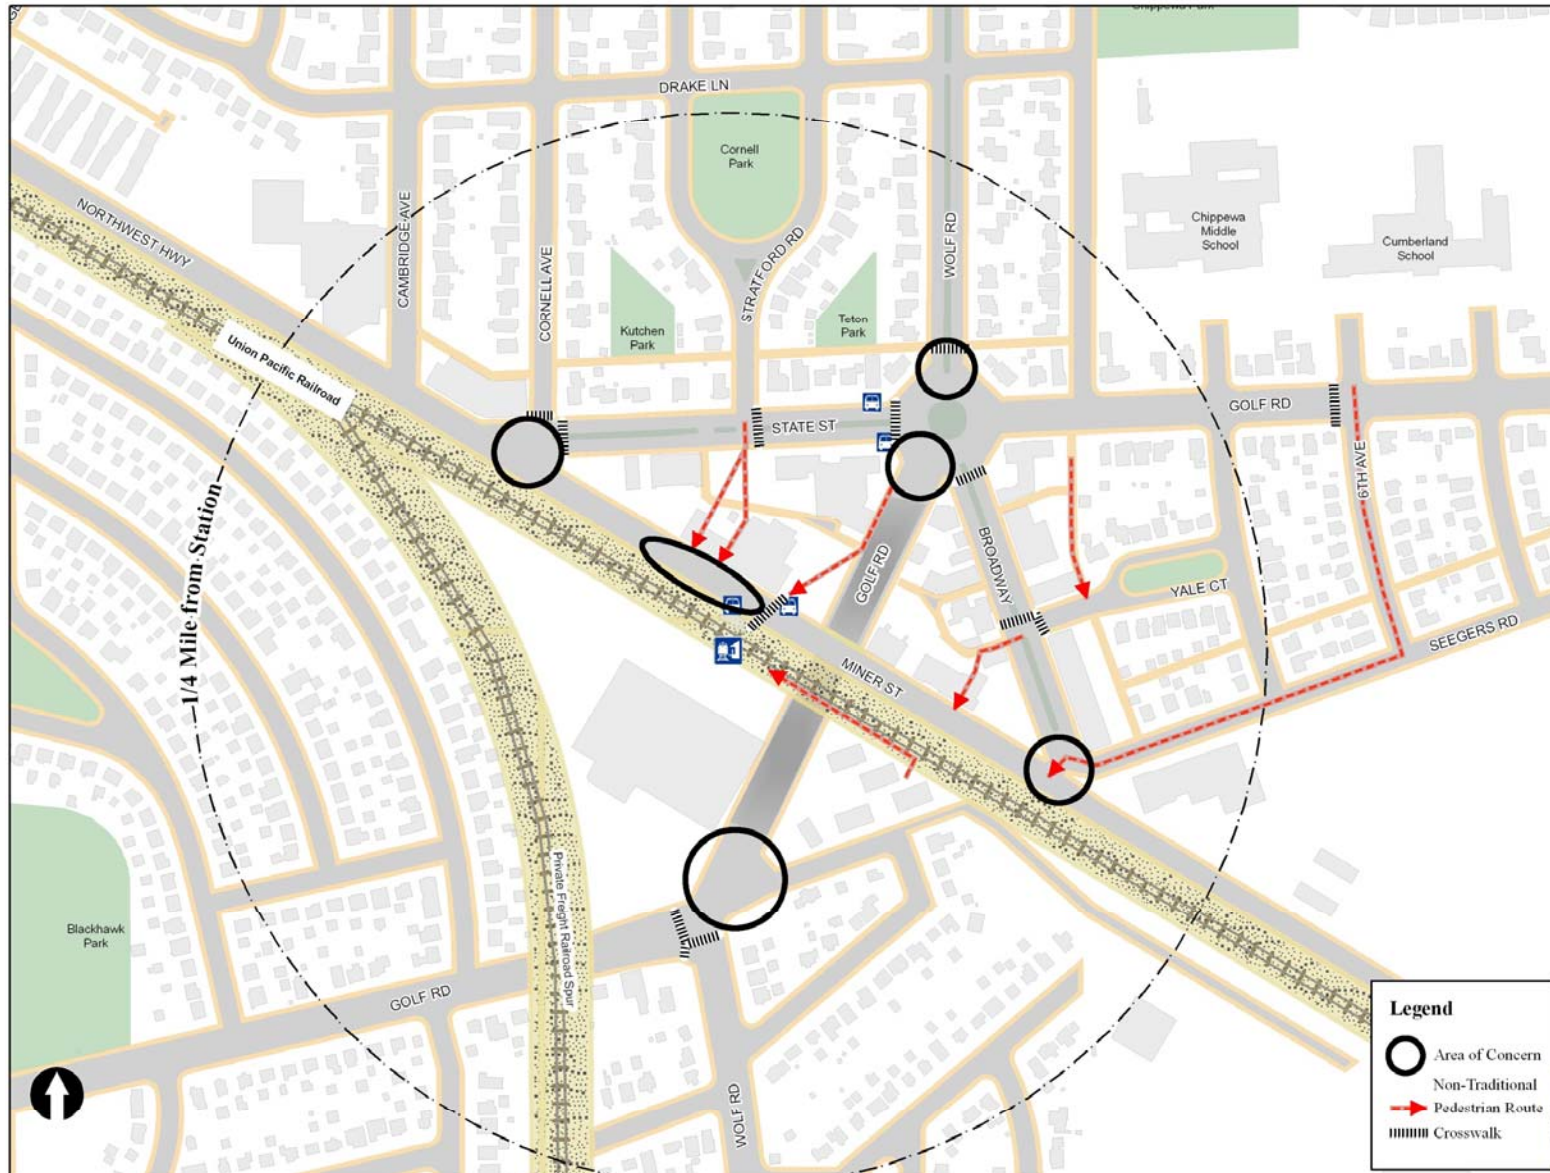 Chippewa Park
DRAKE LN
Cornell
Park
NORTHWEST HWY
CAMBRIDGE AVE
CORNELL AVE
STRATFORD RD
WOLF RD
Chippewa
Middle
School
Cumberland
School
Kutchen
Park
Teton
Park
Union Pacific Railroad
STATE ST
GOLF RD
6TH AVE
1/4 Mile from Station
GOLF RD
BROADWAY
YALE CT
SEEGERS RD
MINER ST
Private Freight Railroad Spur
Blackhawk
Park
GOLF RD
WOLF RD
Legend
Area of Concern
Non-Traditional
Pedestrian Route
Crosswalk